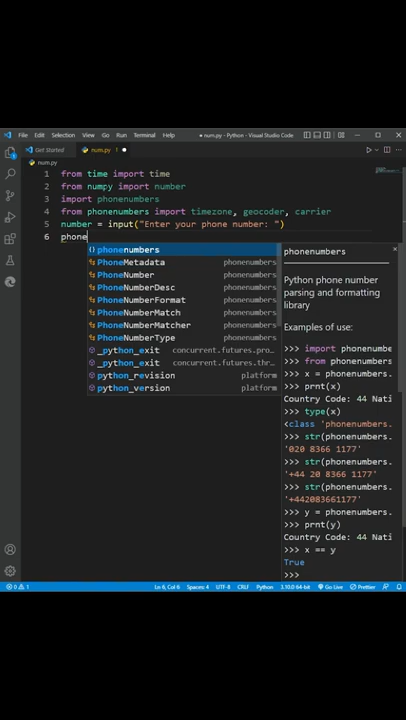 File Edit Selection View Go Run Terminal Help num.py - Python - Visual Studio Code
Get Started num.py 1
num.py
1 from time import time
2 from numpy import number
3 import phonenumbers
4 from phonenumbers import timezone, geocoder, carrier
5 number = input("Enter your phone number: ")
6 phone
phonenumbers
PhoneMetadata phonenumbers
PhoneNumber phonenumbers
PhoneNumberDesc phonenumbers
PhoneNumberFormat phonenumbers
PhoneNumberMatch phonenumbers
PhoneNumberMatcher phonenumbers
PhoneNumberType phonenumbers
_python_exit concurrent.futures.pro…
_python_exit concurrent.futures.thr…
python_revision platform
python_version platform
phonenumbers
Python phone number
parsing and formatting
library
Examples of use:
>>> import phonenumbe
>>> from phonenumbers
>>> x = phonenumbers.
>>> prnt(x)
Country Code: 44 Nati
>>> type(x)
<class 'phonenumbers.
>>> str(phonenumbers.
'020 8366 1177'
>>> str(phonenumbers.
'+44 20 8366 1177'
>>> str(phonenumbers.
'+442083661177'
>>> y = phonenumbers.
>>> prnt(y)
Country Code: 44 Nati
>>> x == y
True
>>>
0 1 Ln 6, Col 6 Spaces: 4 UTF-8 CRLF Python 3.10.0 64-bit Go Live Prettier